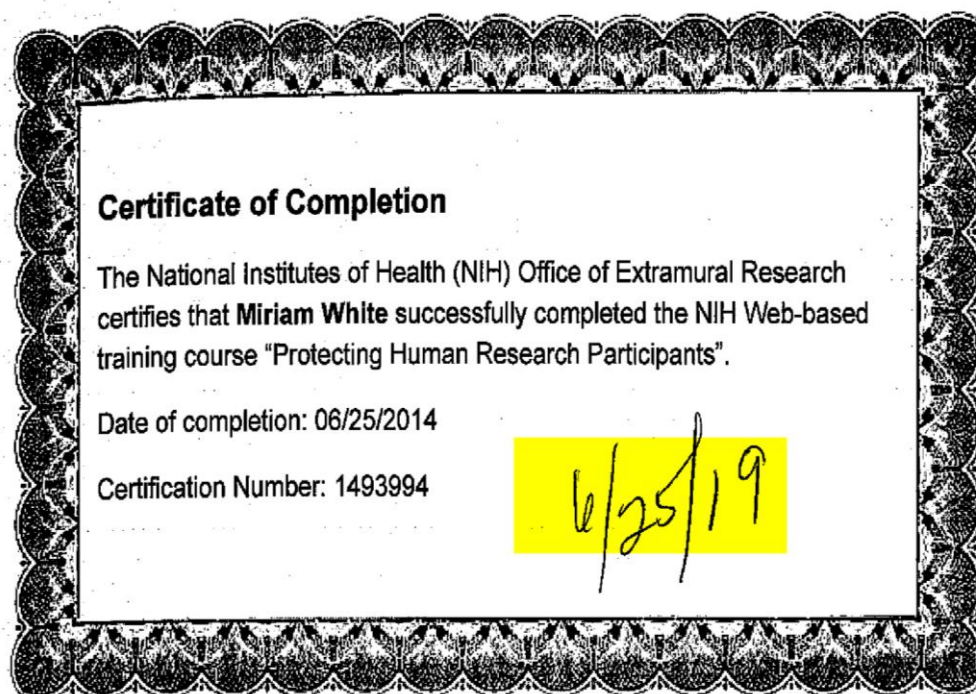 Certificate of Completion
The National Institutes of Health (NIH) Office of Extramural Research
certifies that Miriam White successfully completed the NIH Web-based
training course “Protecting Human Research Participants”.
Date of completion: 06/25/2014
Certification Number: 1493994
6/25/19